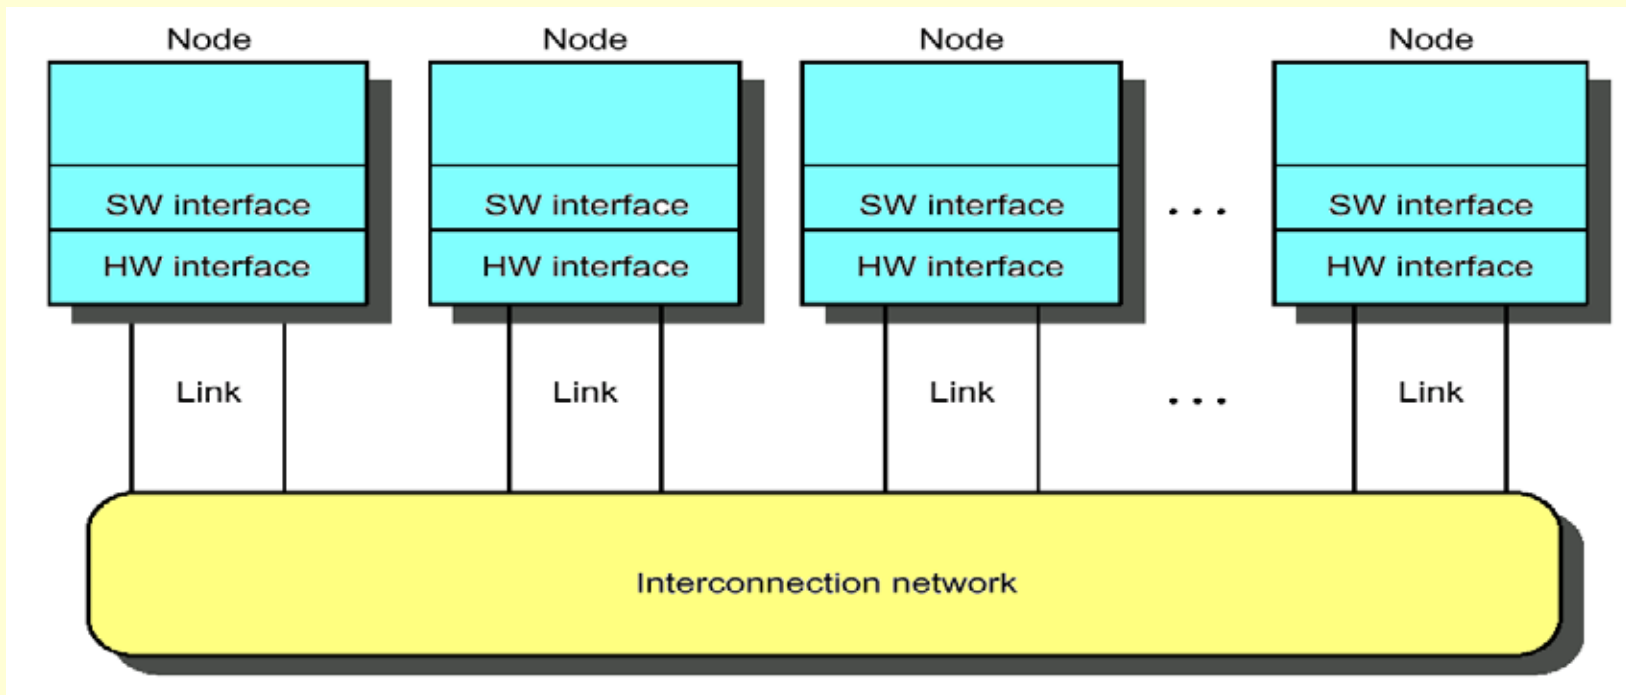 Node Node Node Node
SW interface SW interface SW interface ... SW interface
HW interface HW interface HW interface HW interface
Link Link Link ... Link
Interconnection network